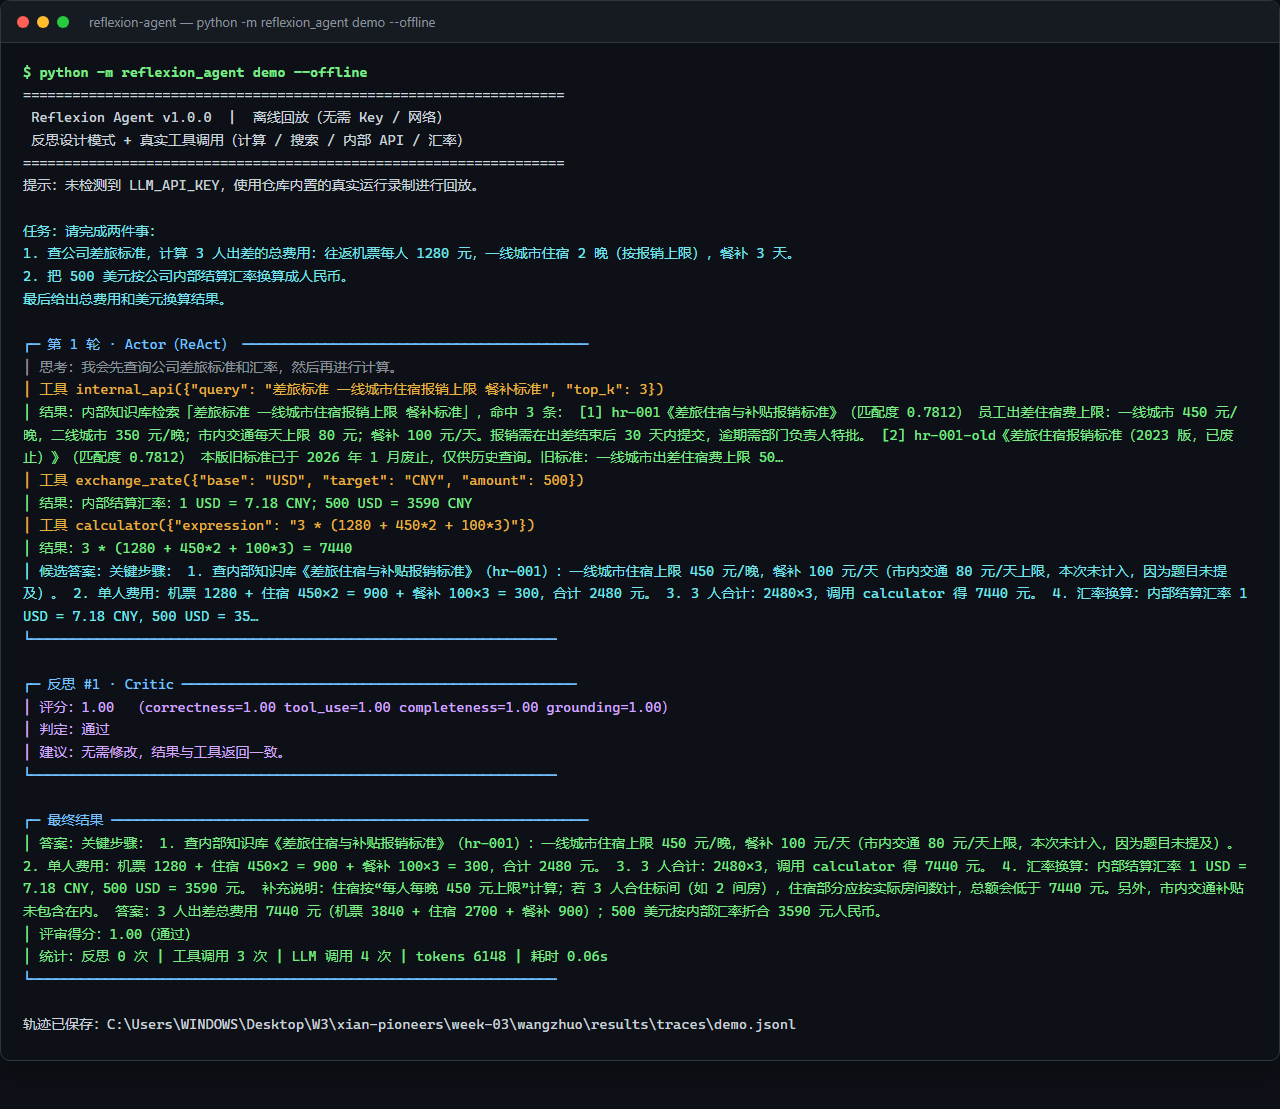 reflexion-agent — python -m reflexion_agent demo --offline
$ python -m reflexion_agent demo --offline
==================================================================
Reflexion Agent v1.0.0 | 离线回放（无需 Key / 网络）
反思设计模式 + 真实工具调用（计算 / 搜索 / 内部 API / 汇率）
==================================================================
提示：未检测到 LLM_API_KEY，使用仓库内置的真实运行录制进行回放。
任务：请完成两件事：
1. 查公司差旅标准，计算 3 人出差的总费用：往返机票每人 1280 元，一线城市住宿 2 晚（按报销上限），餐补 3 天。
2. 把 500 美元按公司内部结算汇率换算成人民币。
最后给出总费用和美元换算结果。
┌─ 第 1 轮 · Actor（ReAct） ──────────────────────────────────────────
│ 思考：我会先查询公司差旅标准和汇率，然后再进行计算。
│ 工具 internal_api({"query": "差旅标准 一线城市住宿报销上限 餐补标准", "top_k": 3})
│ 结果：内部知识库检索「差旅标准 一线城市住宿报销上限 餐补标准」，命中 3 条： [1] hr-001《差旅住宿与补贴报销标准》（匹配度 0.7812） 员工出差住宿费上限：一线城市 450 元/
晚，二线城市 350 元/晚；市内交通每天上限 80 元；餐补 100 元/天。报销需在出差结束后 30 天内提交，逾期需部门负责人特批。 [2] hr-001-old《差旅住宿报销标准（2023 版，已废
止）》（匹配度 0.7812） 本版旧标准已于 2026 年 1 月废止，仅供历史查询。旧标准：一线城市出差住宿费上限 50…
│ 工具 exchange_rate({"base": "USD", "target": "CNY", "amount": 500})
│ 结果：内部结算汇率：1 USD = 7.18 CNY；500 USD = 3590 CNY
│ 工具 calculator({"expression": "3 * (1280 + 450*2 + 100*3)"})
│ 结果：3 * (1280 + 450*2 + 100*3) = 7440
│ 候选答案：关键步骤： 1. 查内部知识库《差旅住宿与补贴报销标准》（hr-001）：一线城市住宿上限 450 元/晚，餐补 100 元/天（市内交通 80 元/天上限，本次未计入，因为题目未提
及）。 2. 单人费用：机票 1280 + 住宿 450×2 = 900 + 餐补 100×3 = 300，合计 2480 元。 3. 3 人合计：2480×3，调用 calculator 得 7440 元。 4. 汇率换算：内部结算汇率 1
USD = 7.18 CNY，500 USD = 35…
└────────────────────────────────────────────────────────────────
┌─ 反思 #1 · Critic ────────────────────────────────────────────────
│ 评分：1.00 （correctness=1.00 tool_use=1.00 completeness=1.00 grounding=1.00）
│ 判定：通过
│ 建议：无需修改，结果与工具返回一致。
└────────────────────────────────────────────────────────────────
┌─ 最终结果 ──────────────────────────────────────────────────────────
│ 答案：关键步骤： 1. 查内部知识库《差旅住宿与补贴报销标准》（hr-001）：一线城市住宿上限 450 元/晚，餐补 100 元/天（市内交通 80 元/天上限，本次未计入，因为题目未提及）。
2. 单人费用：机票 1280 + 住宿 450×2 = 900 + 餐补 100×3 = 300，合计 2480 元。 3. 3 人合计：2480×3，调用 calculator 得 7440 元。 4. 汇率换算：内部结算汇率 1 USD =
7.18 CNY，500 USD = 3590 元。 补充说明：住宿按“每人每晚 450 元上限”计算；若 3 人合住标间（如 2 间房），住宿部分应按实际房间数计，总额会低于 7440 元。另外，市内交通补贴
未包含在内。 答案：3 人出差总费用 7440 元（机票 3840 + 住宿 2700 + 餐补 900）；500 美元按内部汇率折合 3590 元人民币。
│ 评审得分：1.00（通过）
│ 统计：反思 0 次 | 工具调用 3 次 | LLM 调用 4 次 | tokens 6148 | 耗时 0.06s
└────────────────────────────────────────────────────────────────
轨迹已保存：C:\Users\WINDOWS\Desktop\W3\xian-pioneers\week-03\wangzhuo\results\traces\demo.jsonl